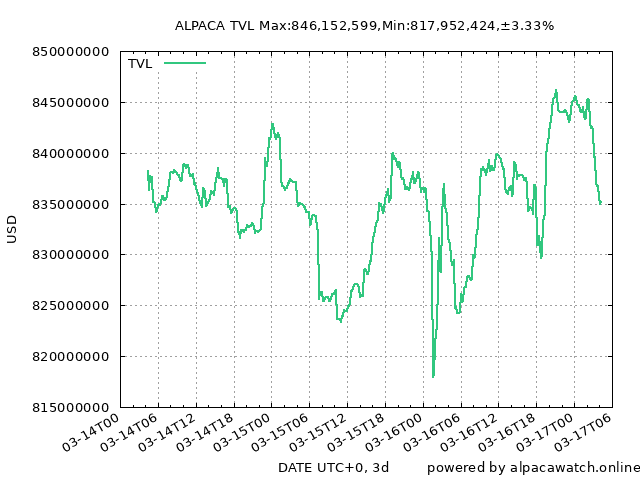 ALPACA TVL Max:846,152,599,Min:817,952,424,±3.33%
TVL
850000000
845000000
840000000
835000000
830000000
825000000
820000000
815000000
USD
03-14T00
03-14T06
03-14T12
03-14T18
03-15T00
03-15T06
03-15T12
03-15T18
03-16T00
03-16T06
03-16T12
03-16T18
03-17T00
03-17T06
DATE UTC+0, 3d
powered by alpacawatch.online